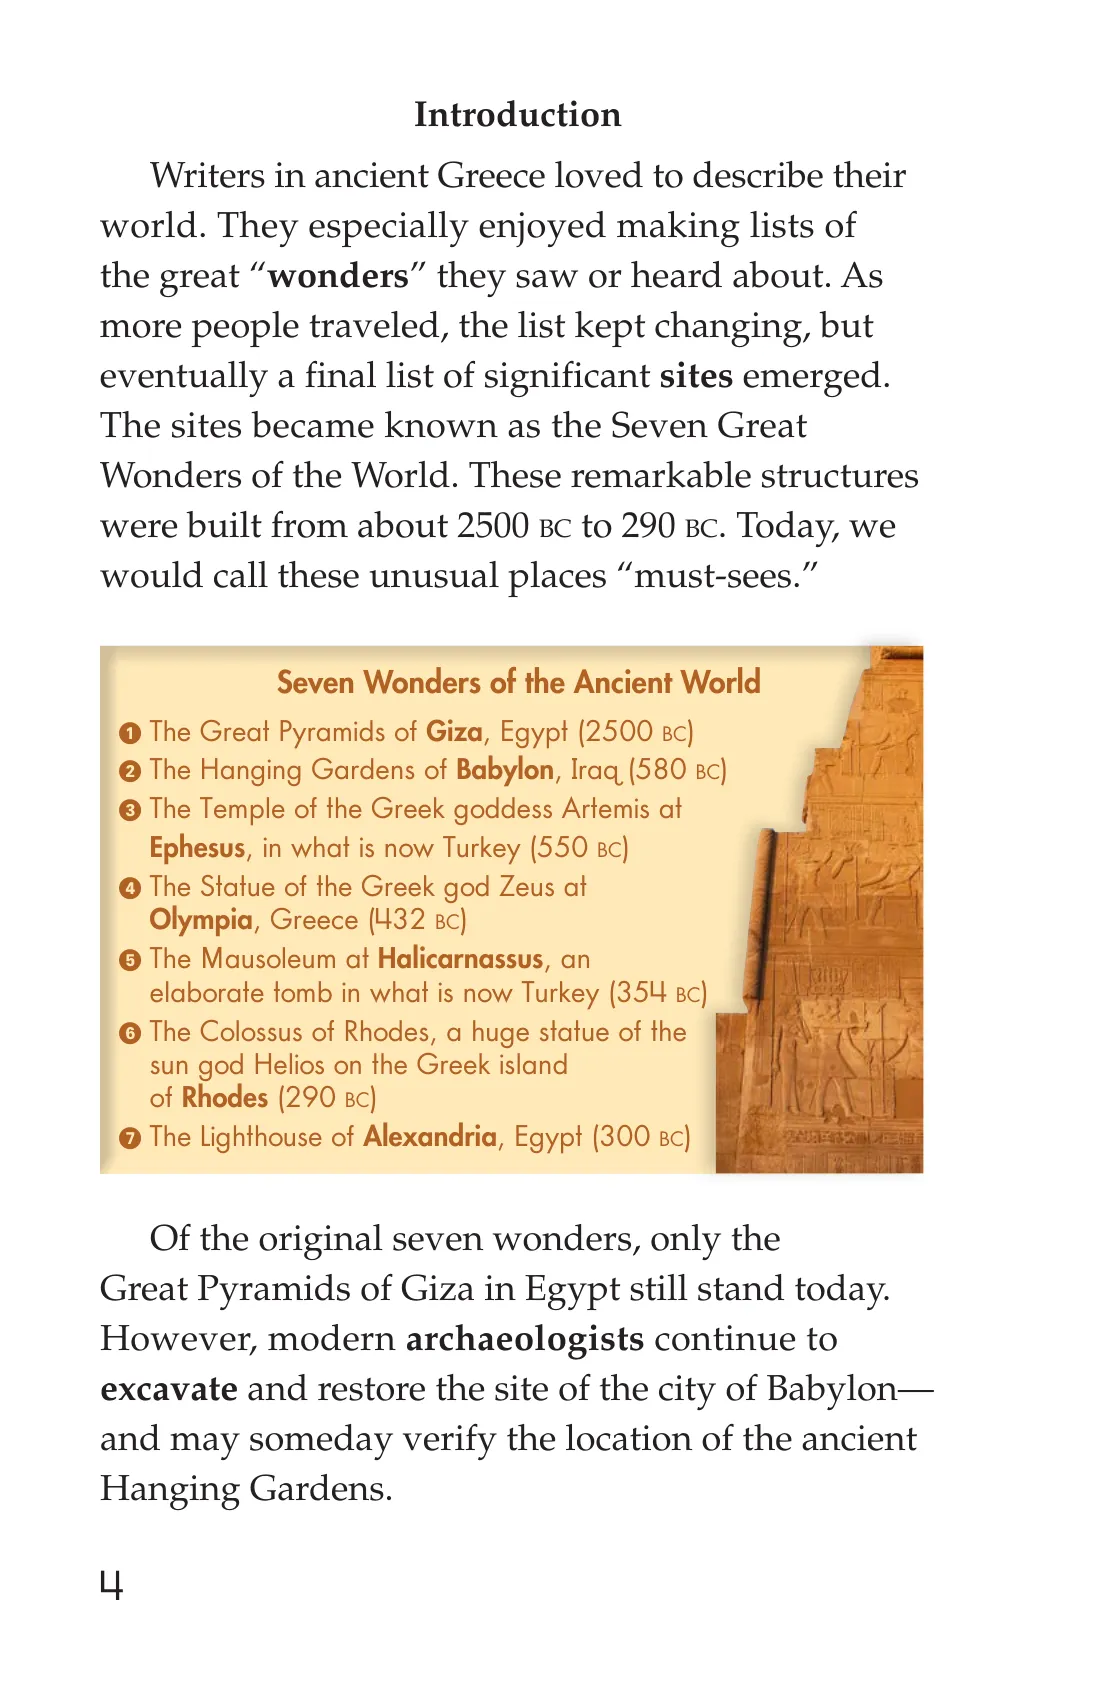 Introduction
Writers in ancient Greece loved to describe their
world. They especially enjoyed making lists of
the great “wonders” they saw or heard about. As
more people traveled, the list kept changing, but
eventually a final list of significant sites emerged.
The sites became known as the Seven Great
Wonders of the World. These remarkable structures
were built from about 2500 BC to 290 BC. Today, we
would call these unusual places “must-sees.”
Seven Wonders of the Ancient World
1 The Great Pyramids of Giza, Egypt (2500 BC)
2 The Hanging Gardens of Babylon, Iraq (580 BC)
3 The Temple of the Greek goddess Artemis at
Ephesus, in what is now Turkey (550 BC)
4 The Statue of the Greek god Zeus at
Olympia, Greece (432 BC)
5 The Mausoleum at Halicarnassus, an
elaborate tomb in what is now Turkey (354 BC)
6 The Colossus of Rhodes, a huge statue of the
sun god Helios on the Greek island
of Rhodes (290 BC)
7 The Lighthouse of Alexandria, Egypt (300 BC)
Of the original seven wonders, only the
Great Pyramids of Giza in Egypt still stand today.
However, modern archaeologists continue to
excavate and restore the site of the city of Babylon—
and may someday verify the location of the ancient
Hanging Gardens.
4